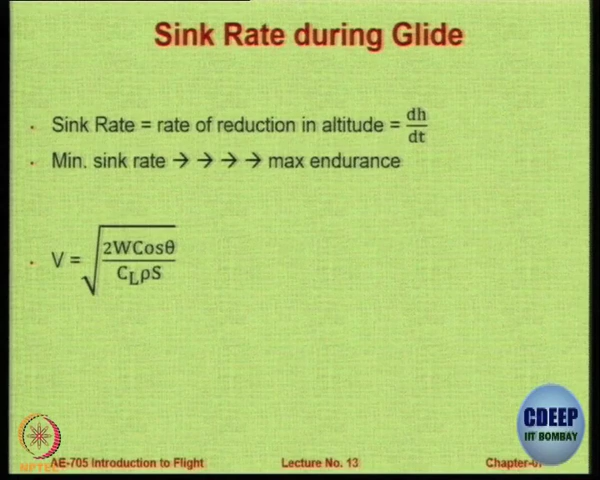 Sink Rate during Glide
• Sink Rate = rate of reduction in altitude = dh/dt
• Min. sink rate → → → → max endurance
• V = √(2WCosθ / C_LρS)
CDEEP
IIT BOMBAY
NPTEL
AE-705 Introduction to Flight Lecture No. 13 Chapter-